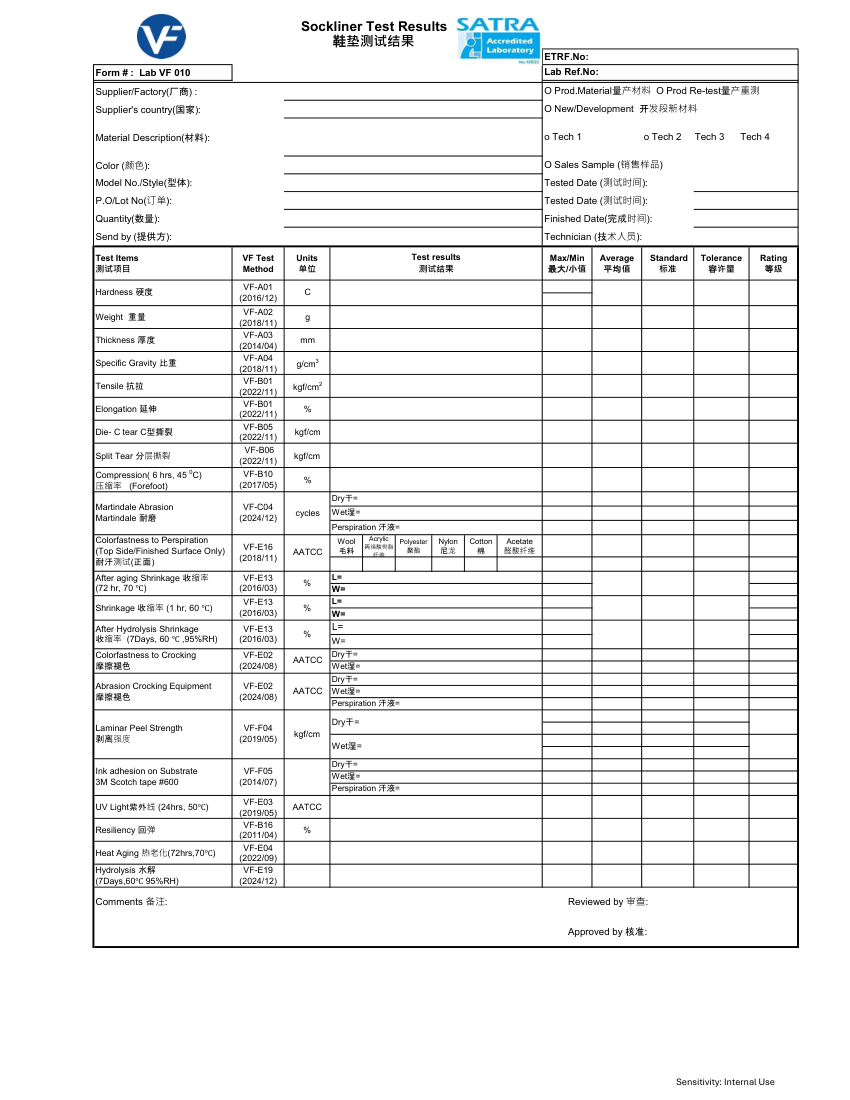 VF
Sockliner Test Results
鞋垫测试结果
SATRA
Accredited
Laboratory
ETRF.No:
Form # : Lab VF 010
Lab Ref.No:
Supplier/Factory(厂商) :
O Prod.Material量产材料 O Prod Re-test量产重测
Supplier's country(国家):
O New/Development 开发段新材料
Material Description(材料):
o Tech 1 o Tech 2 Tech 3 Tech 4
Color (颜色):
O Sales Sample (销售样品)
Model No./Style(型体):
Tested Date (测试时间):
P.O/Lot No(订单):
Tested Date (测试时间):
Quantity(数量):
Finished Date(完成时间):
Send by (提供方):
Technician (技术人员):
Test Items VF Test Units Test results Max/Min Average Standard Tolerance Rating
测试项目 Method 单位 测试结果 最大/小值 平均值 标准 容许量 等级
Hardness 硬度 VF-A01 C
(2016/12)
Weight 重量 VF-A02 g
(2018/11)
Thickness 厚度 VF-A03 mm
(2014/04)
Specific Gravity 比重 VF-A04 g/cm3
(2018/11)
Tensile 抗拉 VF-B01 kgf/cm2
(2022/11)
Elongation 延伸 VF-B01 %
(2022/11)
Die- C tear C型撕裂 VF-B05 kgf/cm
(2022/11)
Split Tear 分层撕裂 VF-B06 kgf/cm
(2022/11)
Compression( 6 hrs, 45 0C) VF-B10 %
压缩率 (Forefoot) (2017/05)
Martindale Abrasion VF-C04 cycles Dry干=
Martindale 耐磨 (2024/12) Wet湿=
Perspiration 汗液=
Colorfastness to Perspiration VF-E16 AATCC Wool Acrylic Polyester Nylon Cotton Acetate
(Top Side/Finished Surface Only) (2018/11) 毛料 丙烯酸树脂纤维 聚酯 尼龙 棉 醋酸纤维
耐汗测试(正面)
After aging Shrinkage 收缩率 VF-E13 % L=
(72 hr, 70 ℃) (2016/03) W=
Shrinkage 收缩率 (1 hr, 60 ℃) VF-E13 % L=
(2016/03) W=
After Hydrolysis Shrinkage VF-E13 % L=
收缩率 (7Days, 60 ℃ ,95%RH) (2016/03) W=
Colorfastness to Crocking VF-E02 AATCC Dry干=
摩擦褪色 (2024/08) Wet湿=
Abrasion Crocking Equipment VF-E02 AATCC Dry干=
摩擦褪色 (2024/08) Wet湿=
Perspiration 汗液=
Laminar Peel Strength VF-F04 kgf/cm Dry干=
剥离强度 (2019/05) Wet湿=
Ink adhesion on Substrate VF-F05 Dry干=
3M Scotch tape #600 (2014/07) Wet湿=
Perspiration 汗液=
UV Light紫外线 (24hrs, 50℃) VF-E03 AATCC
(2019/05)
Resiliency 回弹 VF-B16 %
(2011/04)
Heat Aging 热老化(72hrs,70℃) VF-E04
(2022/09)
Hydrolysis 水解 VF-E19
(7Days,60℃ 95%RH) (2024/12)
Comments 备注:
Reviewed by 审查:
Approved by 核准:
Sensitivity: Internal Use